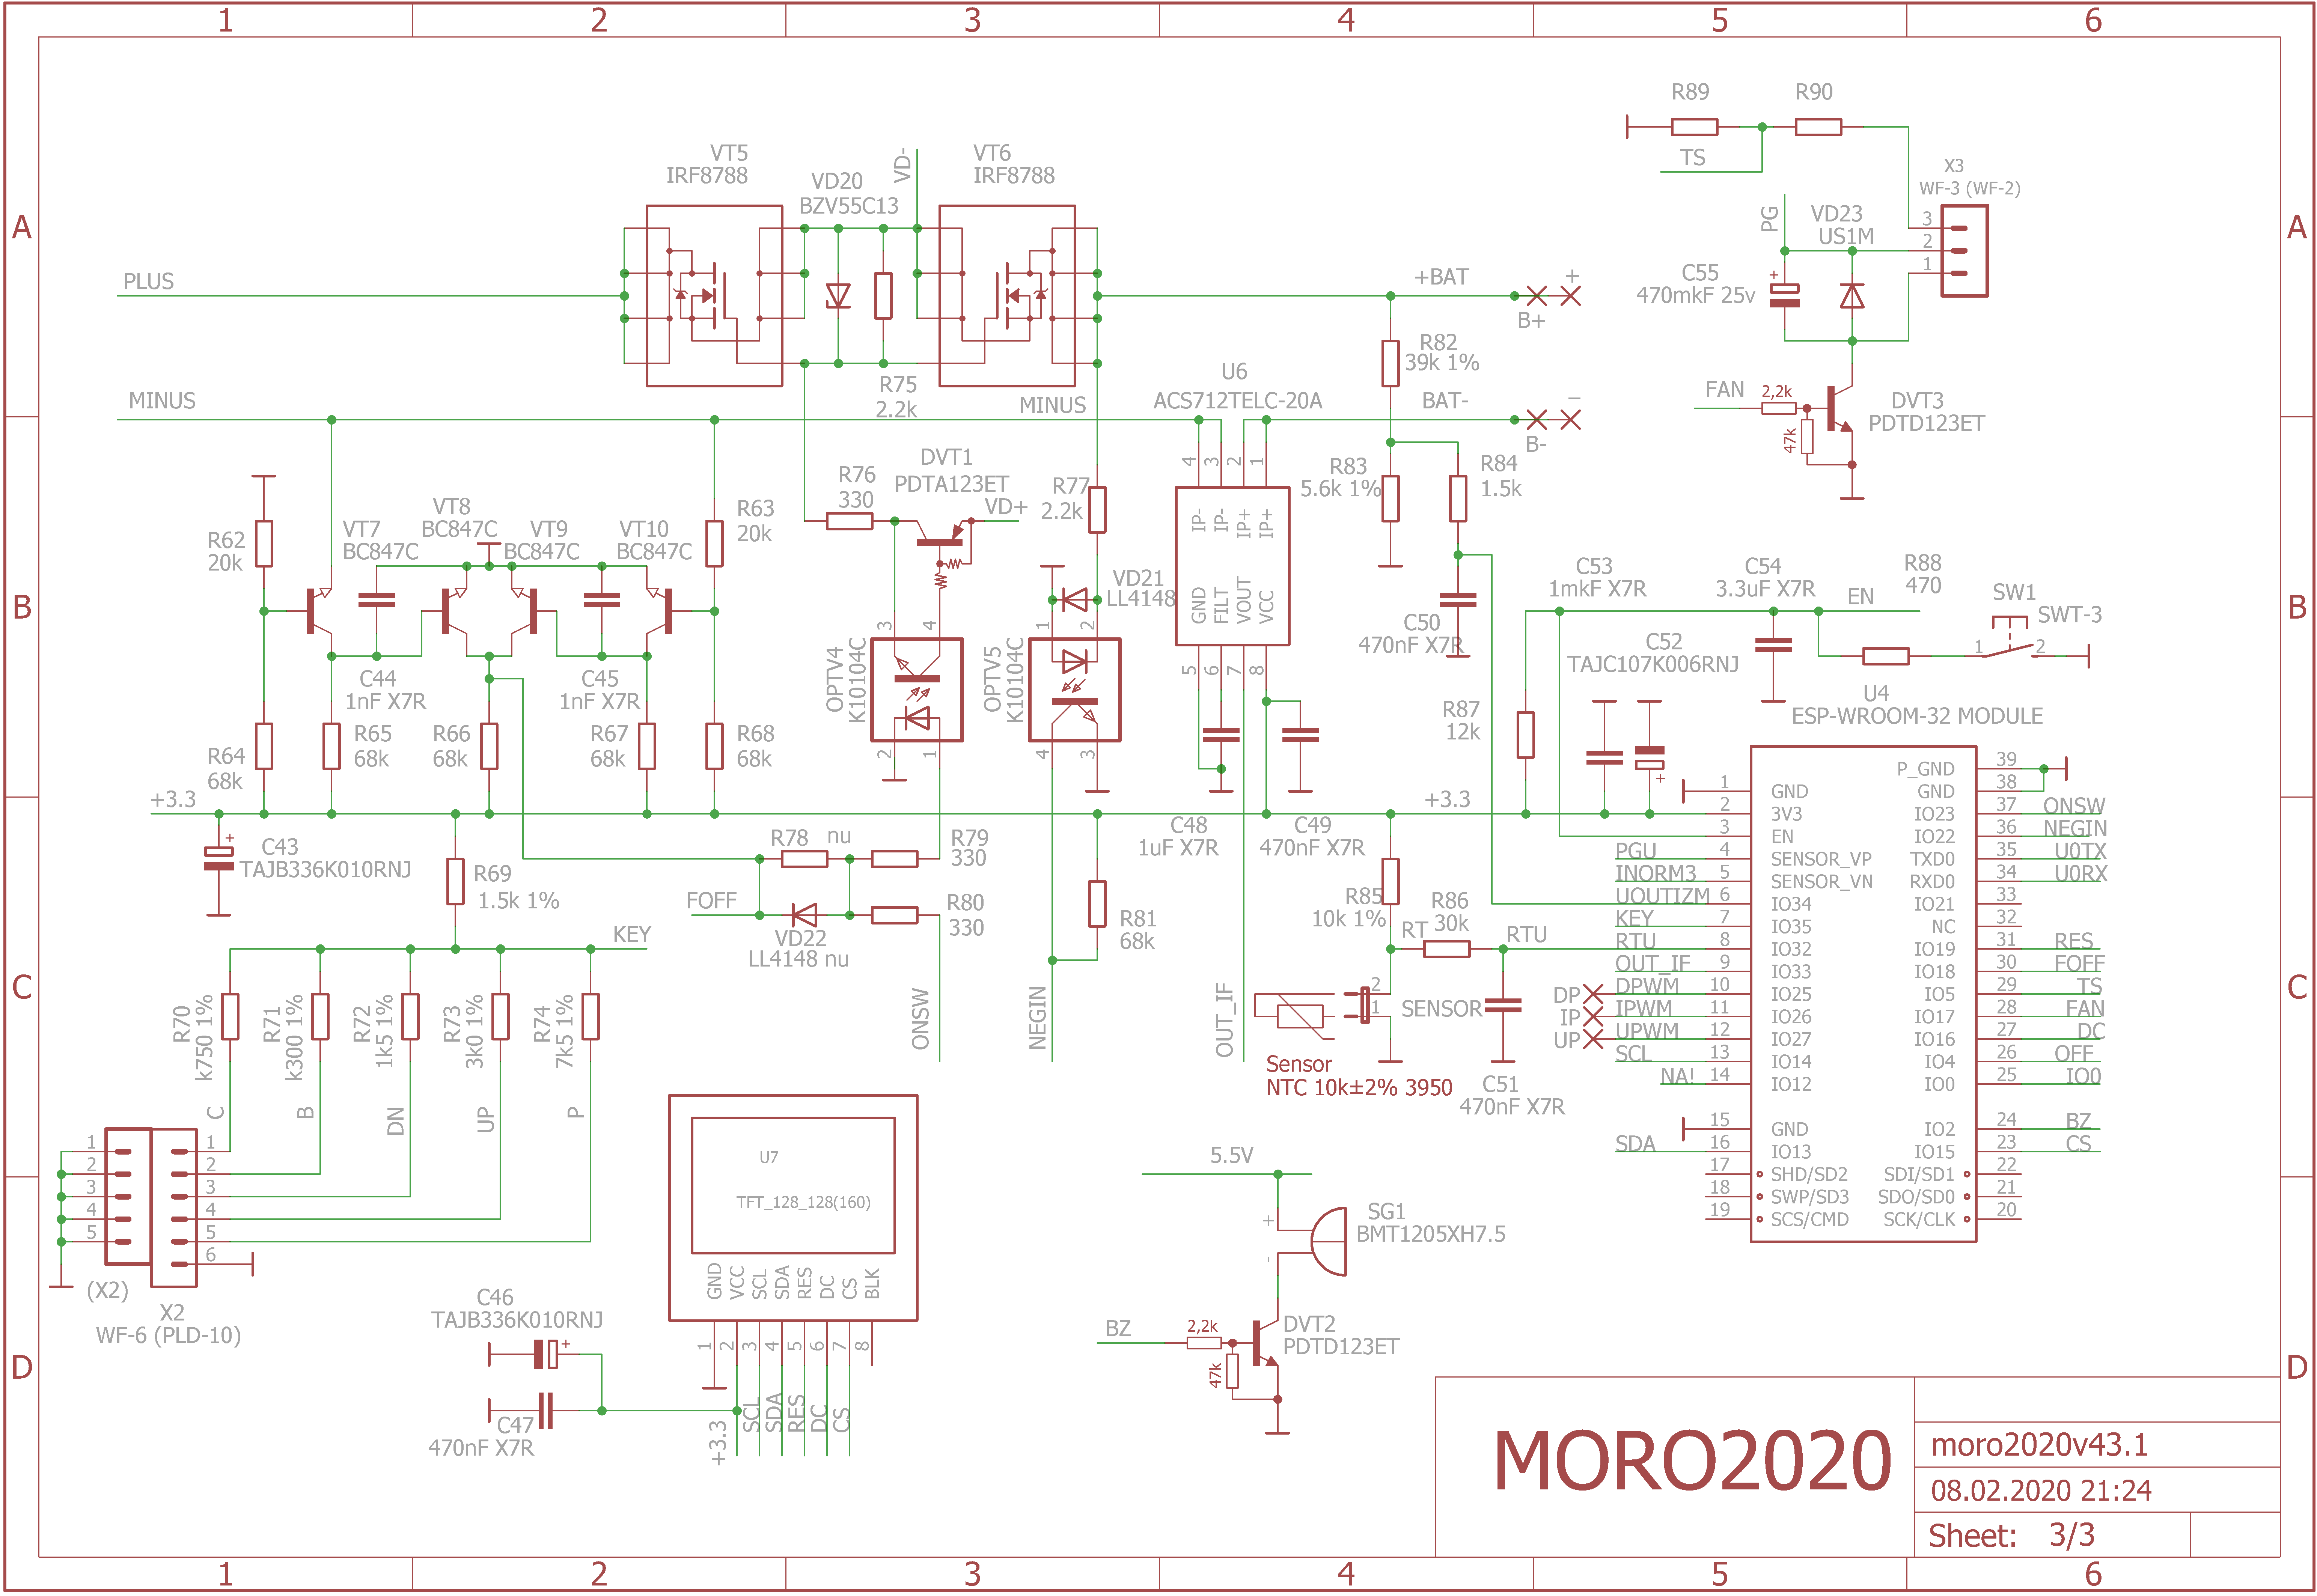 1 2 3 4 5 6
A
A
R89
R90
TS
X3
WF-3 (WF-2)
3
2
1
PG
VD23
US1M
C55
470mkF 25v
+
VT5
IRF8788
VD20
BZV55C13
VD-
VT6
IRF8788
PLUS
+BAT
+
B+
R82
39k 1%
U6
ACS712TELC-20A
BAT-
−
B-
R75
2.2k
MINUS
MINUS
FAN
2,2k
47k
DVT3
PDTD123ET
B
B
R62
20k
VT7
BC847C
VT8
BC847C
VT9
BC847C
VT10
BC847C
R63
20k
R76
330
DVT1
PDTA123ET
VD+
R77
2.2k
4
3
2
1
IP-
IP-
IP+
IP+
GND
FILT
VOUT
VCC
5
6
7
8
R83
5.6k 1%
R84
1.5k
VD21
LL4148
C50
470nF X7R
C53
1mkF X7R
C54
3.3uF X7R
R88
470
EN
SW1
SWT-3
1
2
C52
TAJC107K006RNJ
U4
ESP-WROOM-32 MODULE
C44
1nF X7R
C45
1nF X7R
3
4
OPTV4
K10104C
2
1
1
2
OPTV5
K10104C
4
3
R64
68k
R65
68k
R66
68k
R67
68k
R68
68k
R87
12k
+
+3.3
+3.3
+
C43
TAJB336K010RNJ
R69
1.5k 1%
R78
nu
R79
330
FOFF
VD22
LL4148 nu
R80
330
R81
68k
C48
1uF X7R
C49
470nF X7R
R85
10k 1%
RT
R86
30k
RTU
KEY
C
C
R70
k750 1%
R71
k300 1%
R72
1k5 1%
R73
3k0 1%
R74
7k5 1%
ONSW
NEGIN
OUT_IF
2
1
SENSOR
Sensor
NTC 10k±2% 3950
C51
470nF X7R
C
B
DN
UP
P
1 GND
2 3V3
3 EN
PGU 4 SENSOR_VP
INORM3 5 SENSOR_VN
UOUTIZM 6 IO34
KEY 7 IO35
RTU 8 IO32
OUT_IF 9 IO33
DP DPWM 10 IO25
IP IPWM 11 IO26
UP UPWM 12 IO27
SCL 13 IO14
NA! 14 IO12
15 GND
SDA 16 IO13
17 SHD/SD2
18 SWP/SD3
19 SCS/CMD
P_GND 39
GND 38
IO23 37 ONSW
IO22 36 NEGIN
TXD0 35 U0TX
RXD0 34 U0RX
IO21 33
NC 32
IO19 31 RES
IO18 30 FOFF
IO5 29 TS
IO17 28 FAN
IO16 27 DC
IO4 26 OFF
IO0 25 IO0
IO2 24 BZ
IO15 23 CS
SDI/SD1 22
SDO/SD0 21
SCK/CLK 20
1
2
3
4
5
1
2
3
4
5
6
(X2)
X2
WF-6 (PLD-10)
U7
TFT_128_128(160)
GND
VCC
SCL
SDA
RES
DC
CS
BLK
1
2
3
4
5
6
7
8
+3.3
SCL
SDA
RES
DC
CS
C46
TAJB336K010RNJ
+
C47
470nF X7R
5.5V
+
-
SG1
BMT1205XH7.5
BZ
2,2k
47k
DVT2
PDTD123ET
D
D
MORO2020
moro2020v43.1
08.02.2020 21:24
Sheet: 3/3
1 2 3 4 5 6